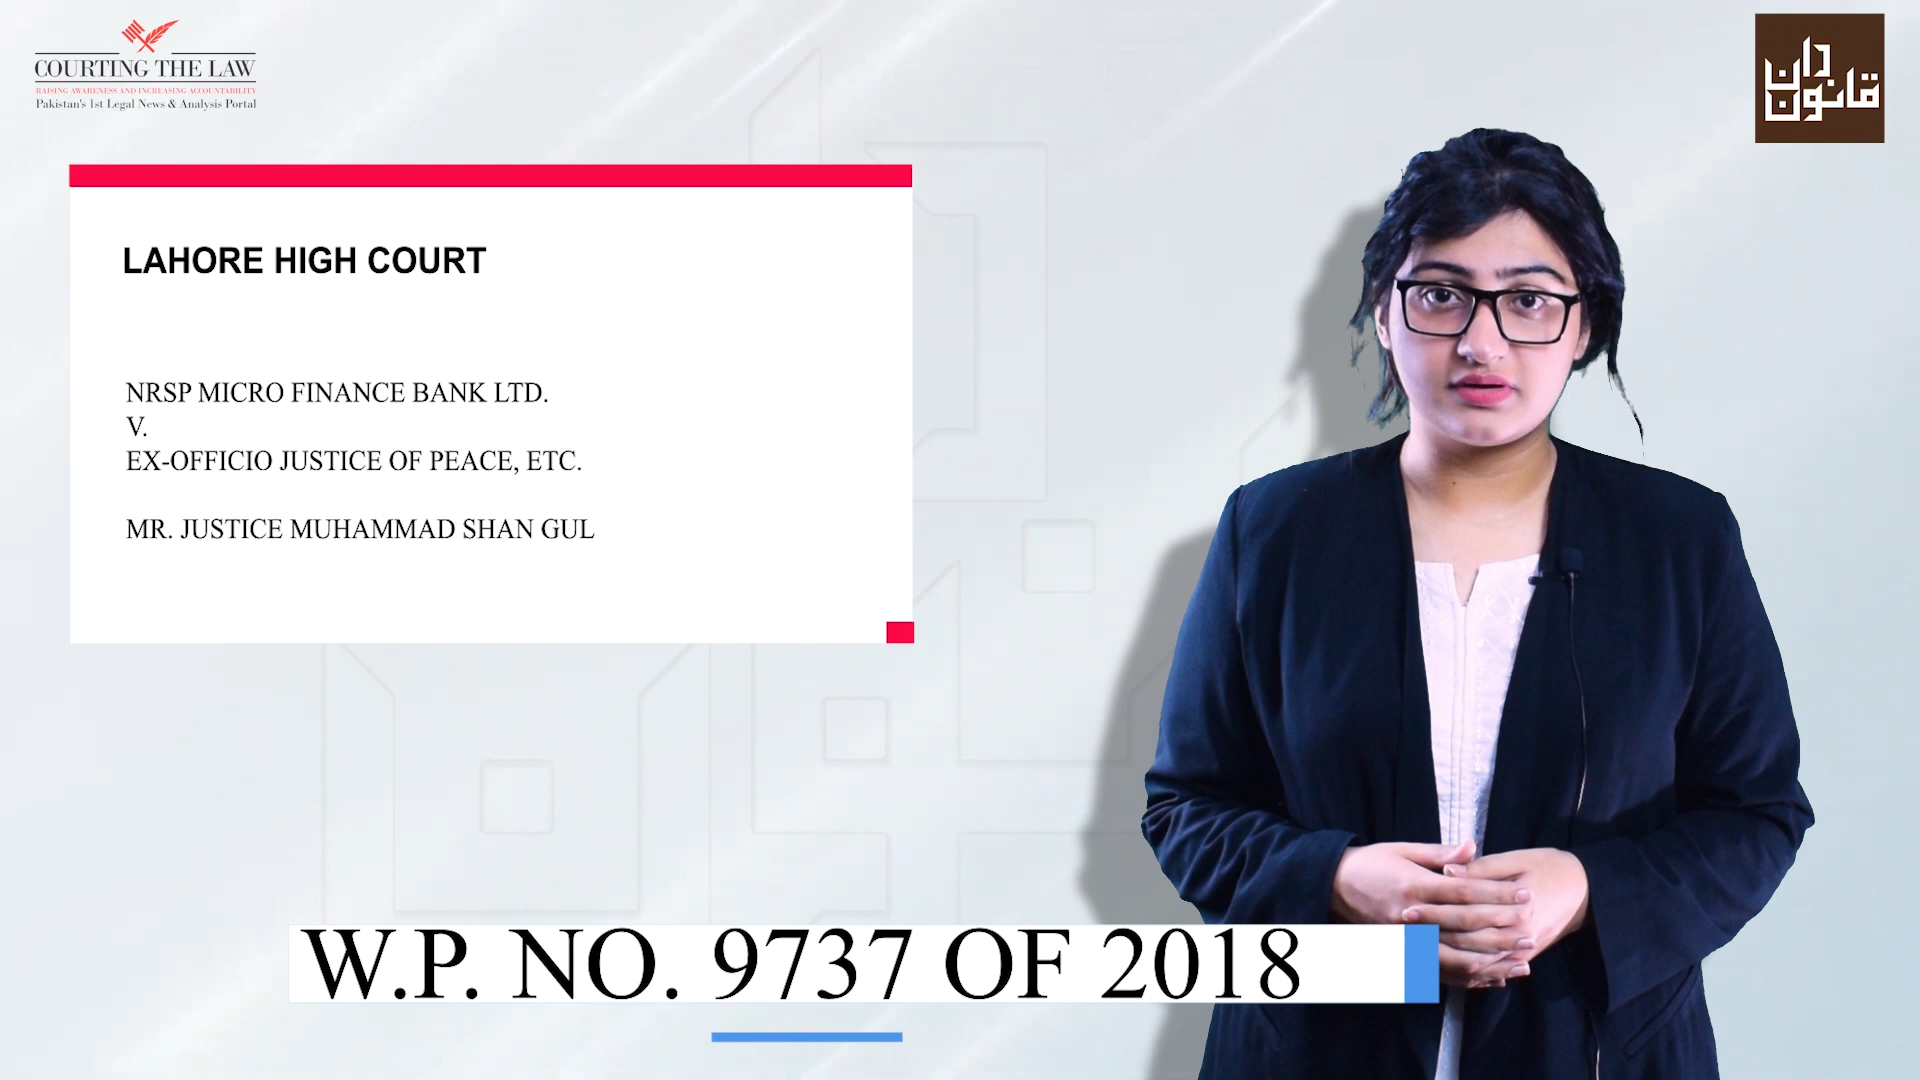 COURTING THE LAW
RAISING AWARENESS AND INCREASING ACCOUNTABILITY
Pakistan's 1st Legal News & Analysis Portal
قانون دان
LAHORE HIGH COURT
NRSP MICRO FINANCE BANK LTD.
V.
EX-OFFICIO JUSTICE OF PEACE, ETC.
MR. JUSTICE MUHAMMAD SHAN GUL
W.P. NO. 9737 OF 2018